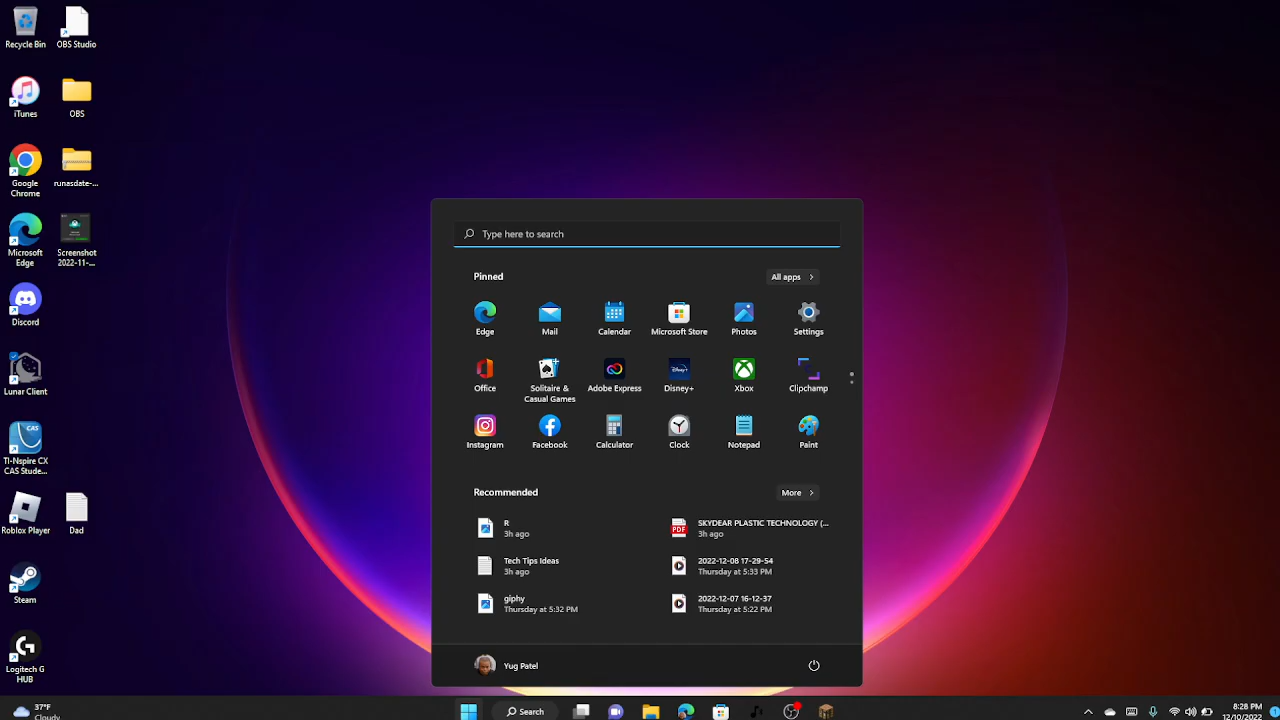 Recycle Bin
OBS Studio
iTunes
OBS
Google
Chrome
runasdate-...
Microsoft
Edge
Screenshot
2022-11-...
Discord
Lunar Client
CAS
TI-Nspire CX
CAS Stude...
Roblox Player
Dad
Steam
Logitech G
HUB
Type here to search
Pinned
All apps
Edge
Mail
Calendar
Microsoft Store
Photos
Settings
Office
Solitaire &
Casual Games
Adobe Express
Disney+
Disney+
Xbox
Clipchamp
Instagram
Facebook
Calculator
Clock
Notepad
Paint
Recommended
More
R
3h ago
PDF
SKYDEAR PLASTIC TECHNOLOGY (...
3h ago
Tech Tips Ideas
3h ago
2022-12-08 17-29-54
Thursday at 5:33 PM
giphy
Thursday at 5:32 PM
2022-12-07 16-12-37
Thursday at 5:22 PM
Yug Patel
37°F
Cloudy
Search
8:28 PM
12/10/2022